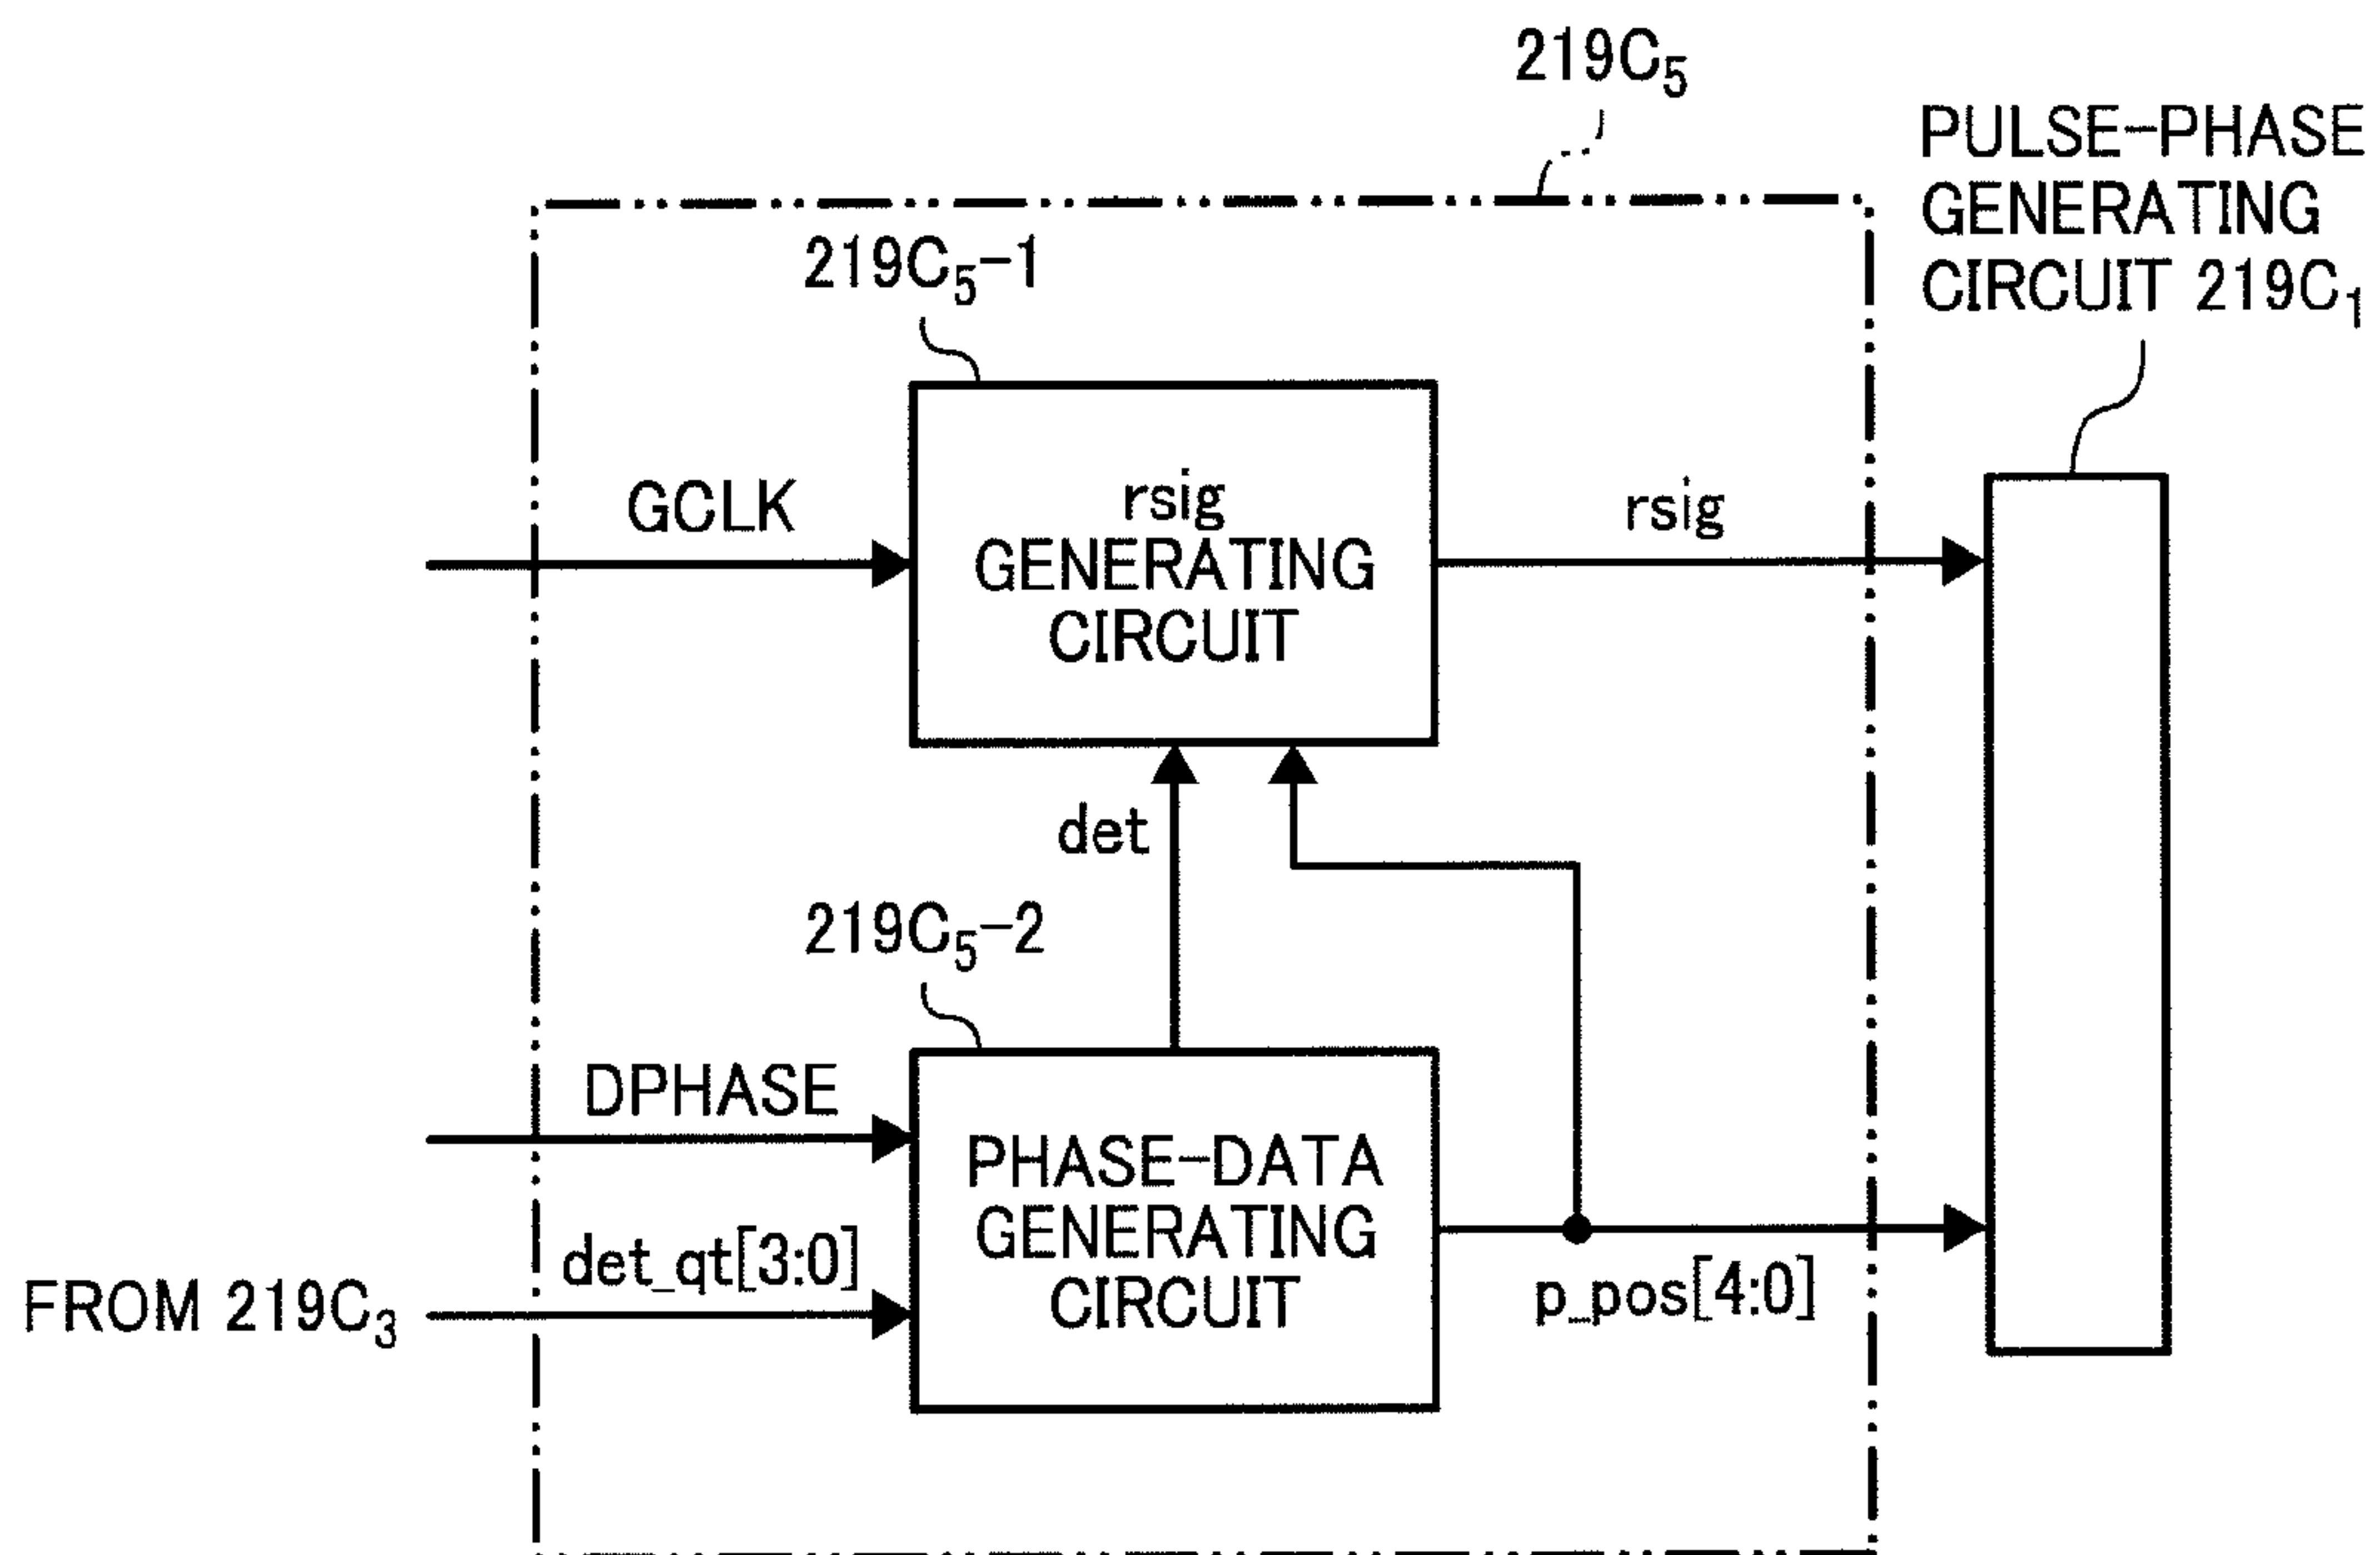 219C₅
PULSE-PHASE
GENERATING
CIRCUIT 219C₁
219C₅-1
GCLK
rsig
GENERATING
CIRCUIT
rsig
det
219C₅-2
DPHASE
PHASE-DATA
GENERATING
CIRCUIT
det_qt[3:0]
FROM 219C₃
p_pos[4:0]